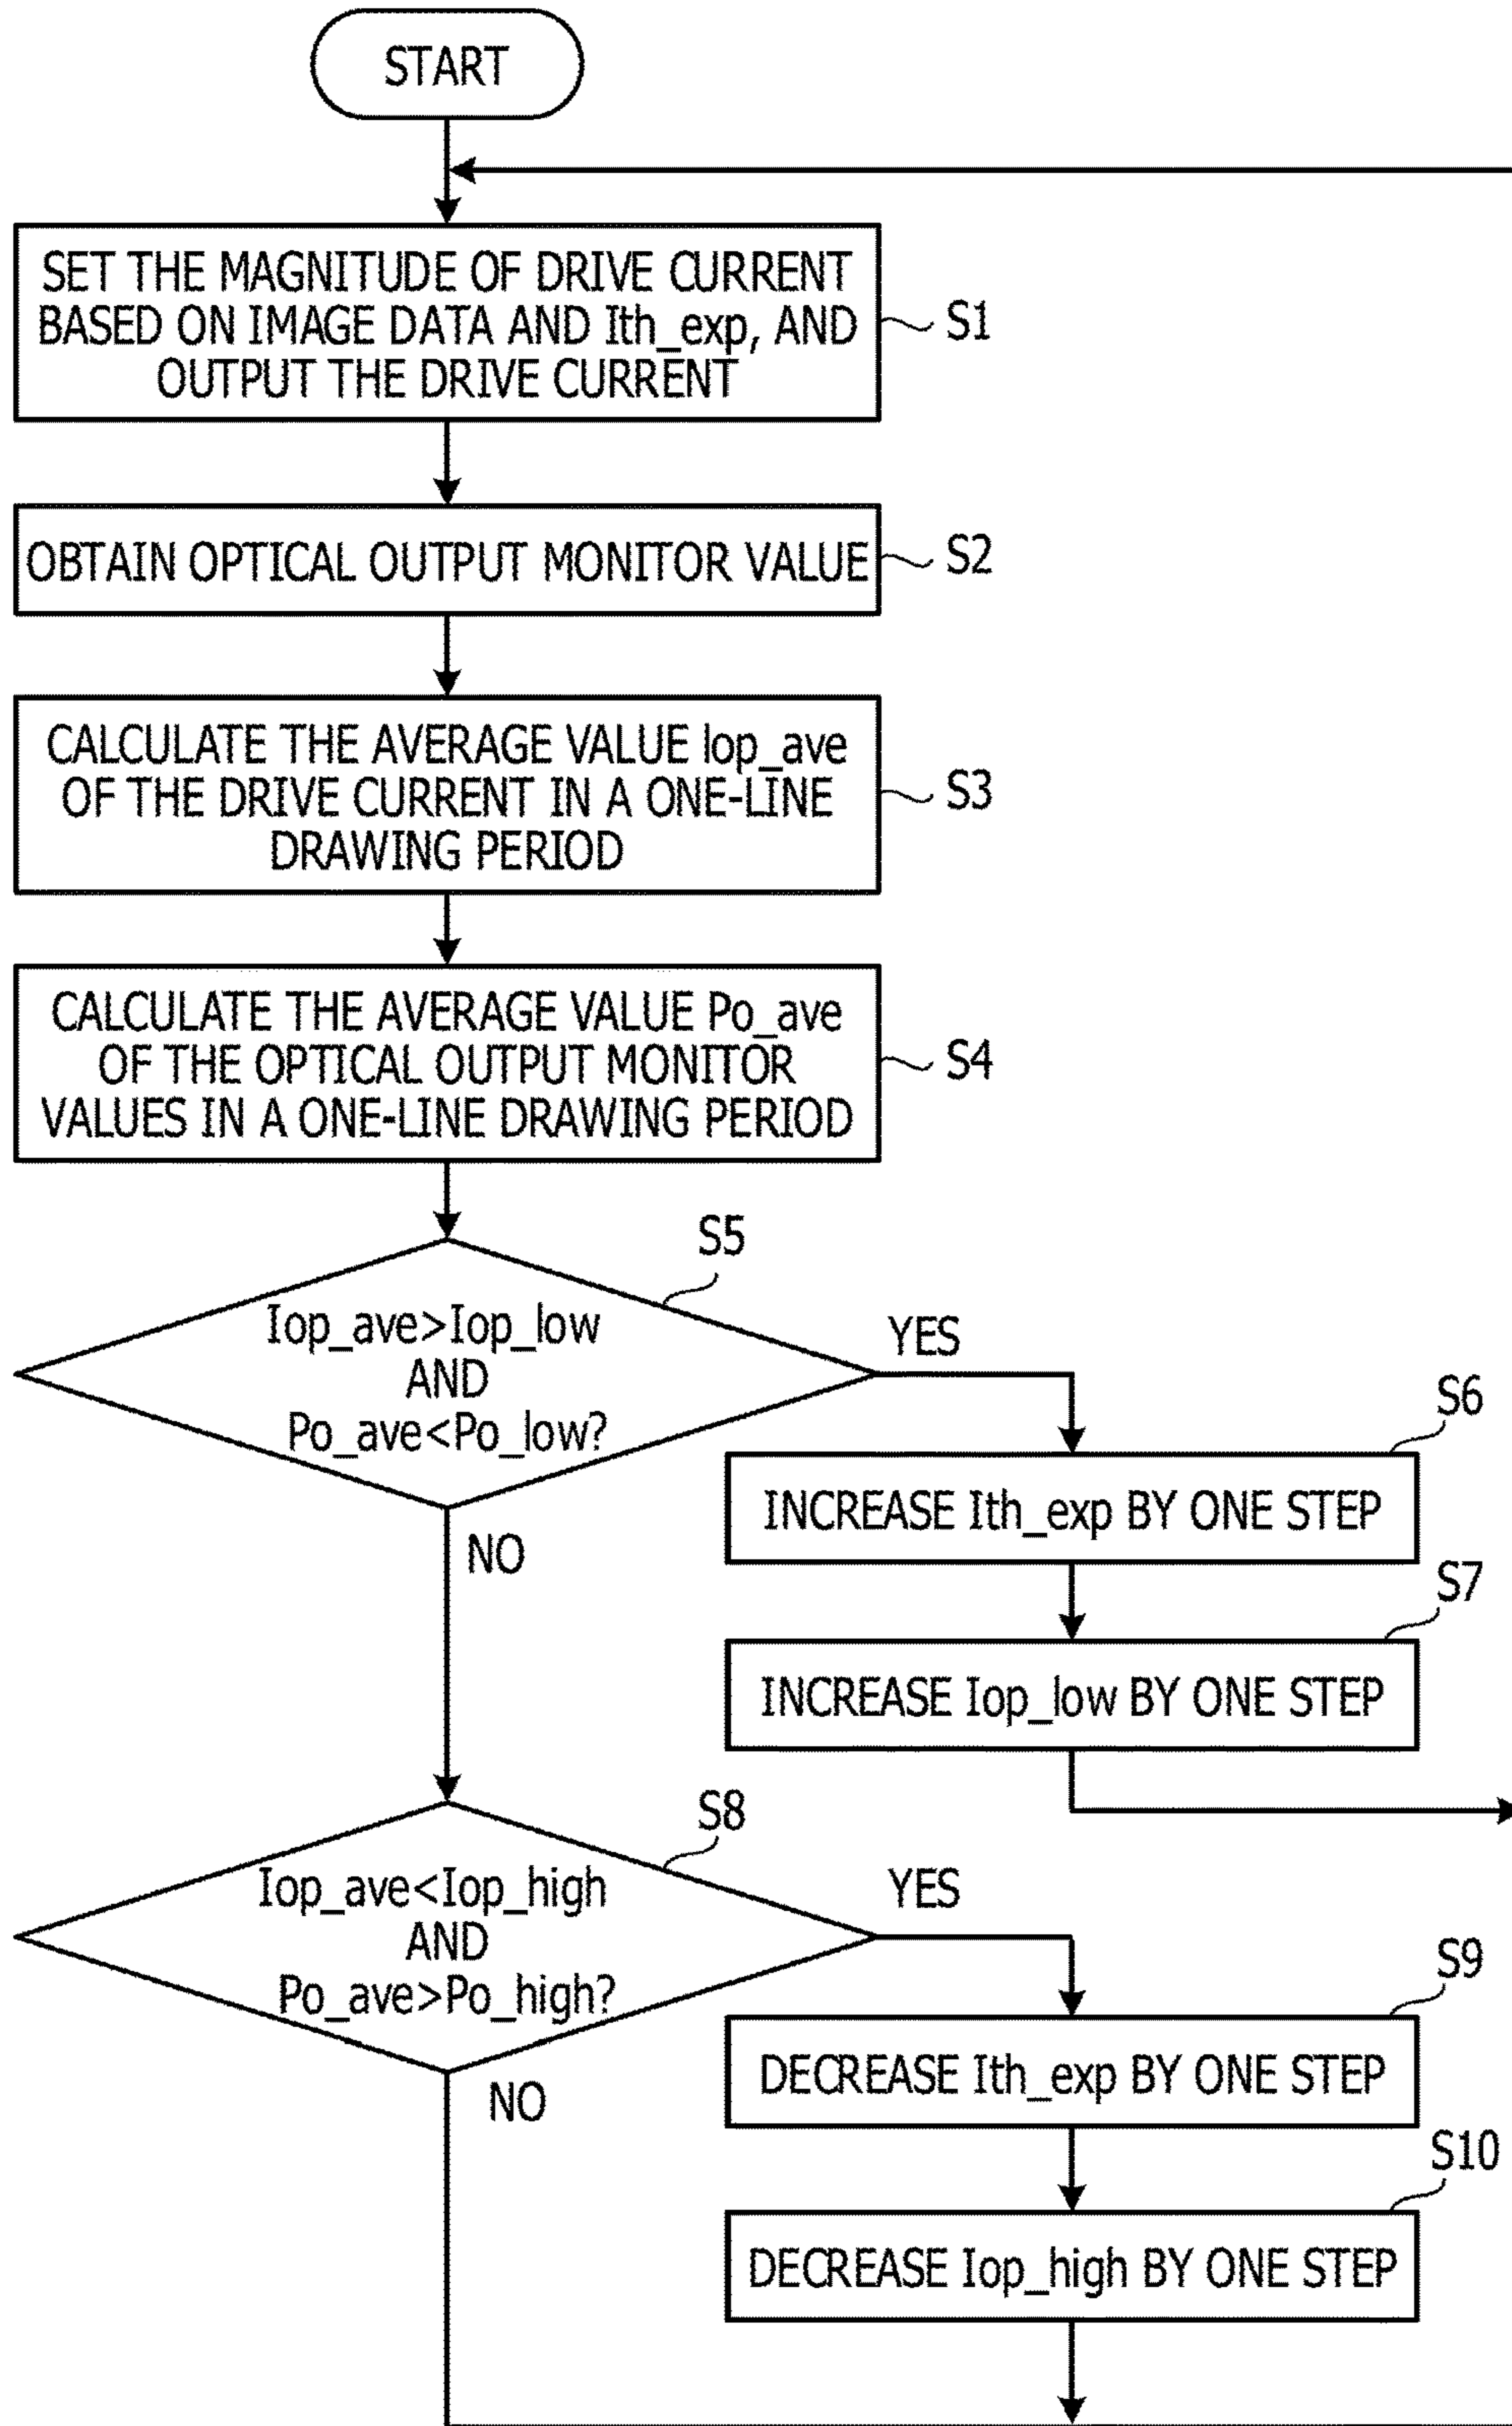 START
SET THE MAGNITUDE OF DRIVE CURRENT
BASED ON IMAGE DATA AND Ith_exp, AND
OUTPUT THE DRIVE CURRENT
S1
OBTAIN OPTICAL OUTPUT MONITOR VALUE
S2
CALCULATE THE AVERAGE VALUE Iop_ave
OF THE DRIVE CURRENT IN A ONE-LINE
DRAWING PERIOD
S3
CALCULATE THE AVERAGE VALUE Po_ave
OF THE OPTICAL OUTPUT MONITOR
VALUES IN A ONE-LINE DRAWING PERIOD
S4
S5
Iop_ave>Iop_low
AND
Po_ave<Po_low?
YES
NO
S6
INCREASE Ith_exp BY ONE STEP
S7
INCREASE Iop_low BY ONE STEP
S8
Iop_ave<Iop_high
AND
Po_ave>Po_high?
YES
NO
S9
DECREASE Ith_exp BY ONE STEP
S10
DECREASE Iop_high BY ONE STEP